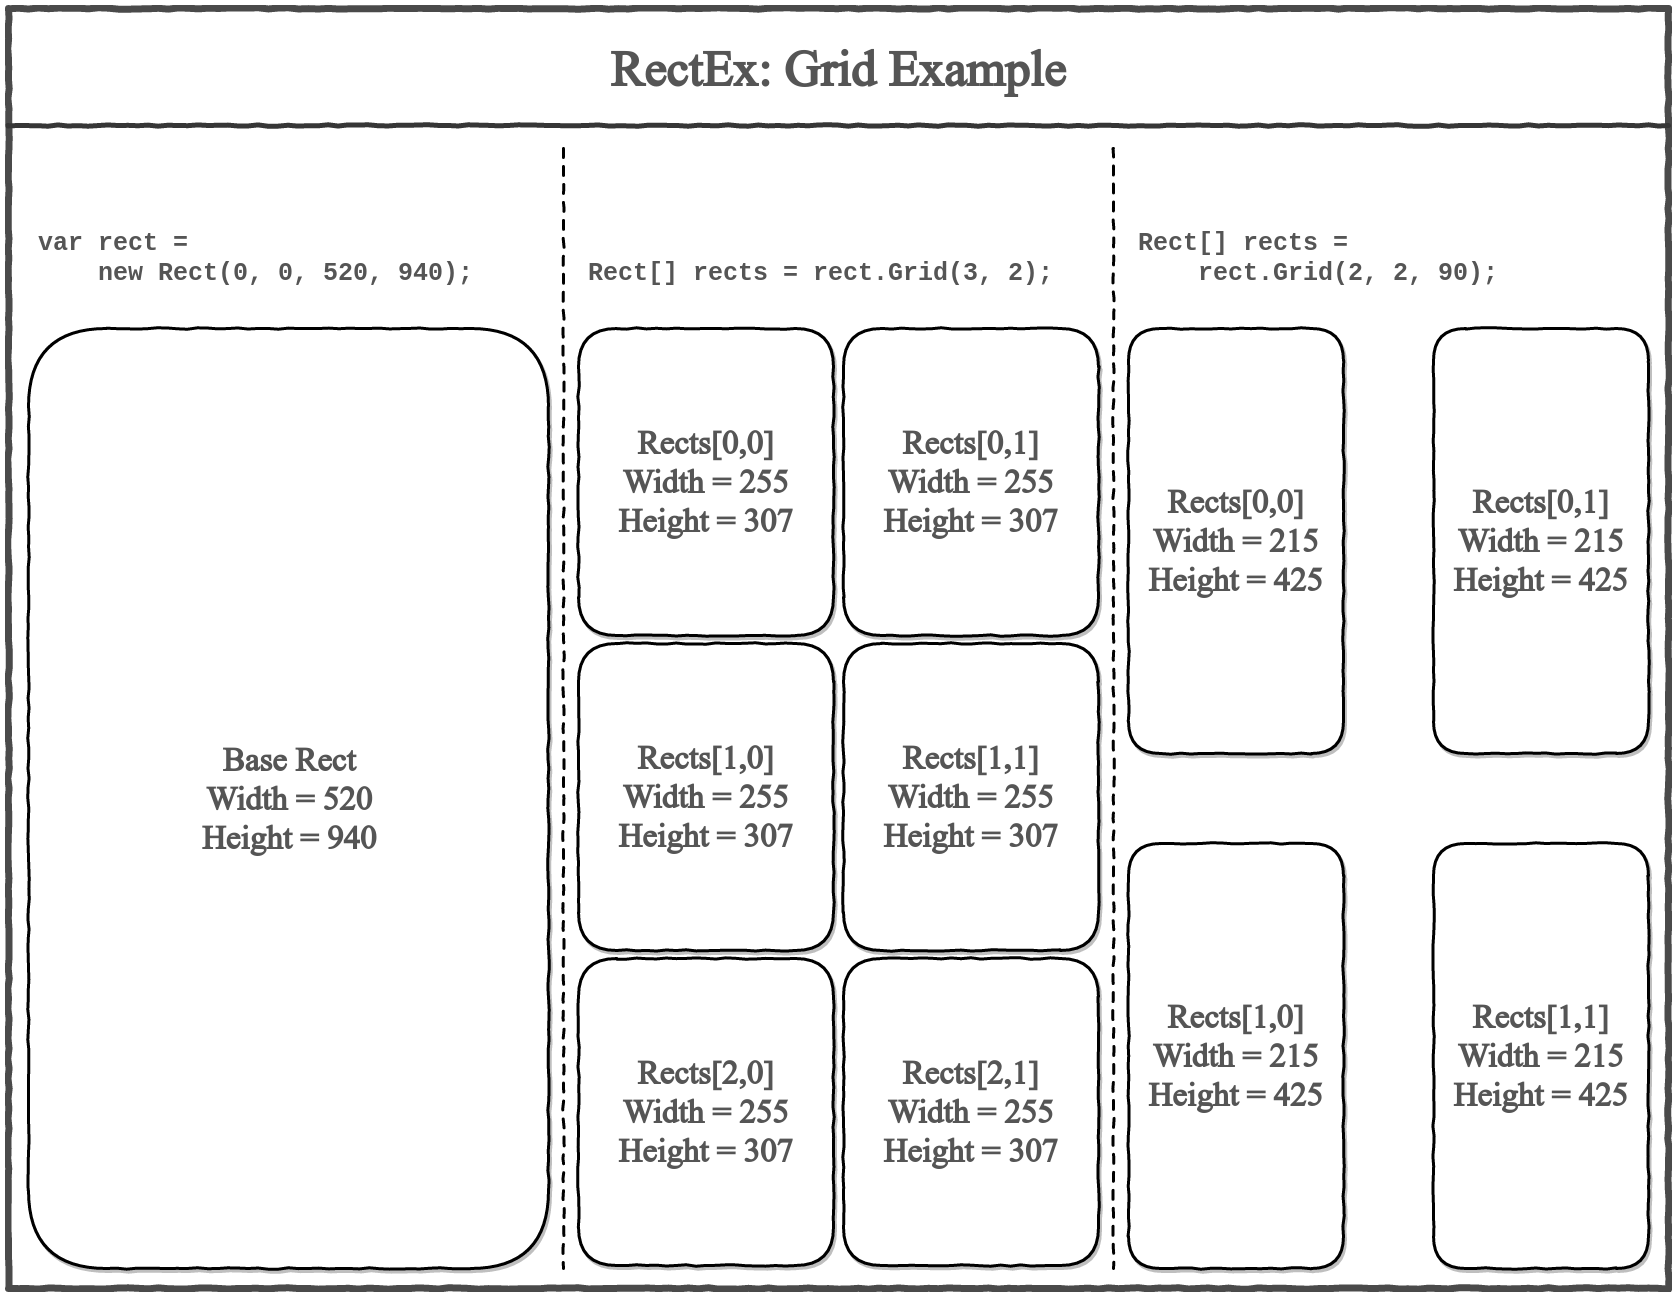 RectEx: Grid Example
var rect =
    new Rect(0, 0, 520, 940);
Base Rect
Width = 520
Height = 940
Rect[] rects = rect.Grid(3, 2);
Rects[0,0]
Width = 255
Height = 307
Rects[0,1]
Width = 255
Height = 307
Rects[1,0]
Width = 255
Height = 307
Rects[1,1]
Width = 255
Height = 307
Rects[2,0]
Width = 255
Height = 307
Rects[2,1]
Width = 255
Height = 307
Rect[] rects =
    rect.Grid(2, 2, 90);
Rects[0,0]
Width = 215
Height = 425
Rects[0,1]
Width = 215
Height = 425
Rects[1,0]
Width = 215
Height = 425
Rects[1,1]
Width = 215
Height = 425